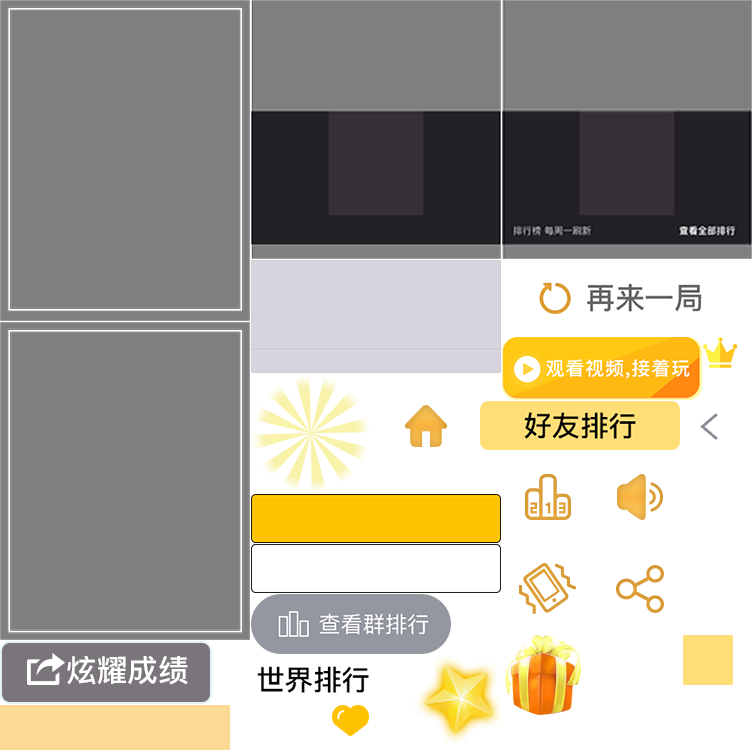 排行榜 每周一刷新
查看全部排行
再来一局
观看视频,接着玩
好友排行
2 1 3
查看群排行
炫耀成绩
世界排行